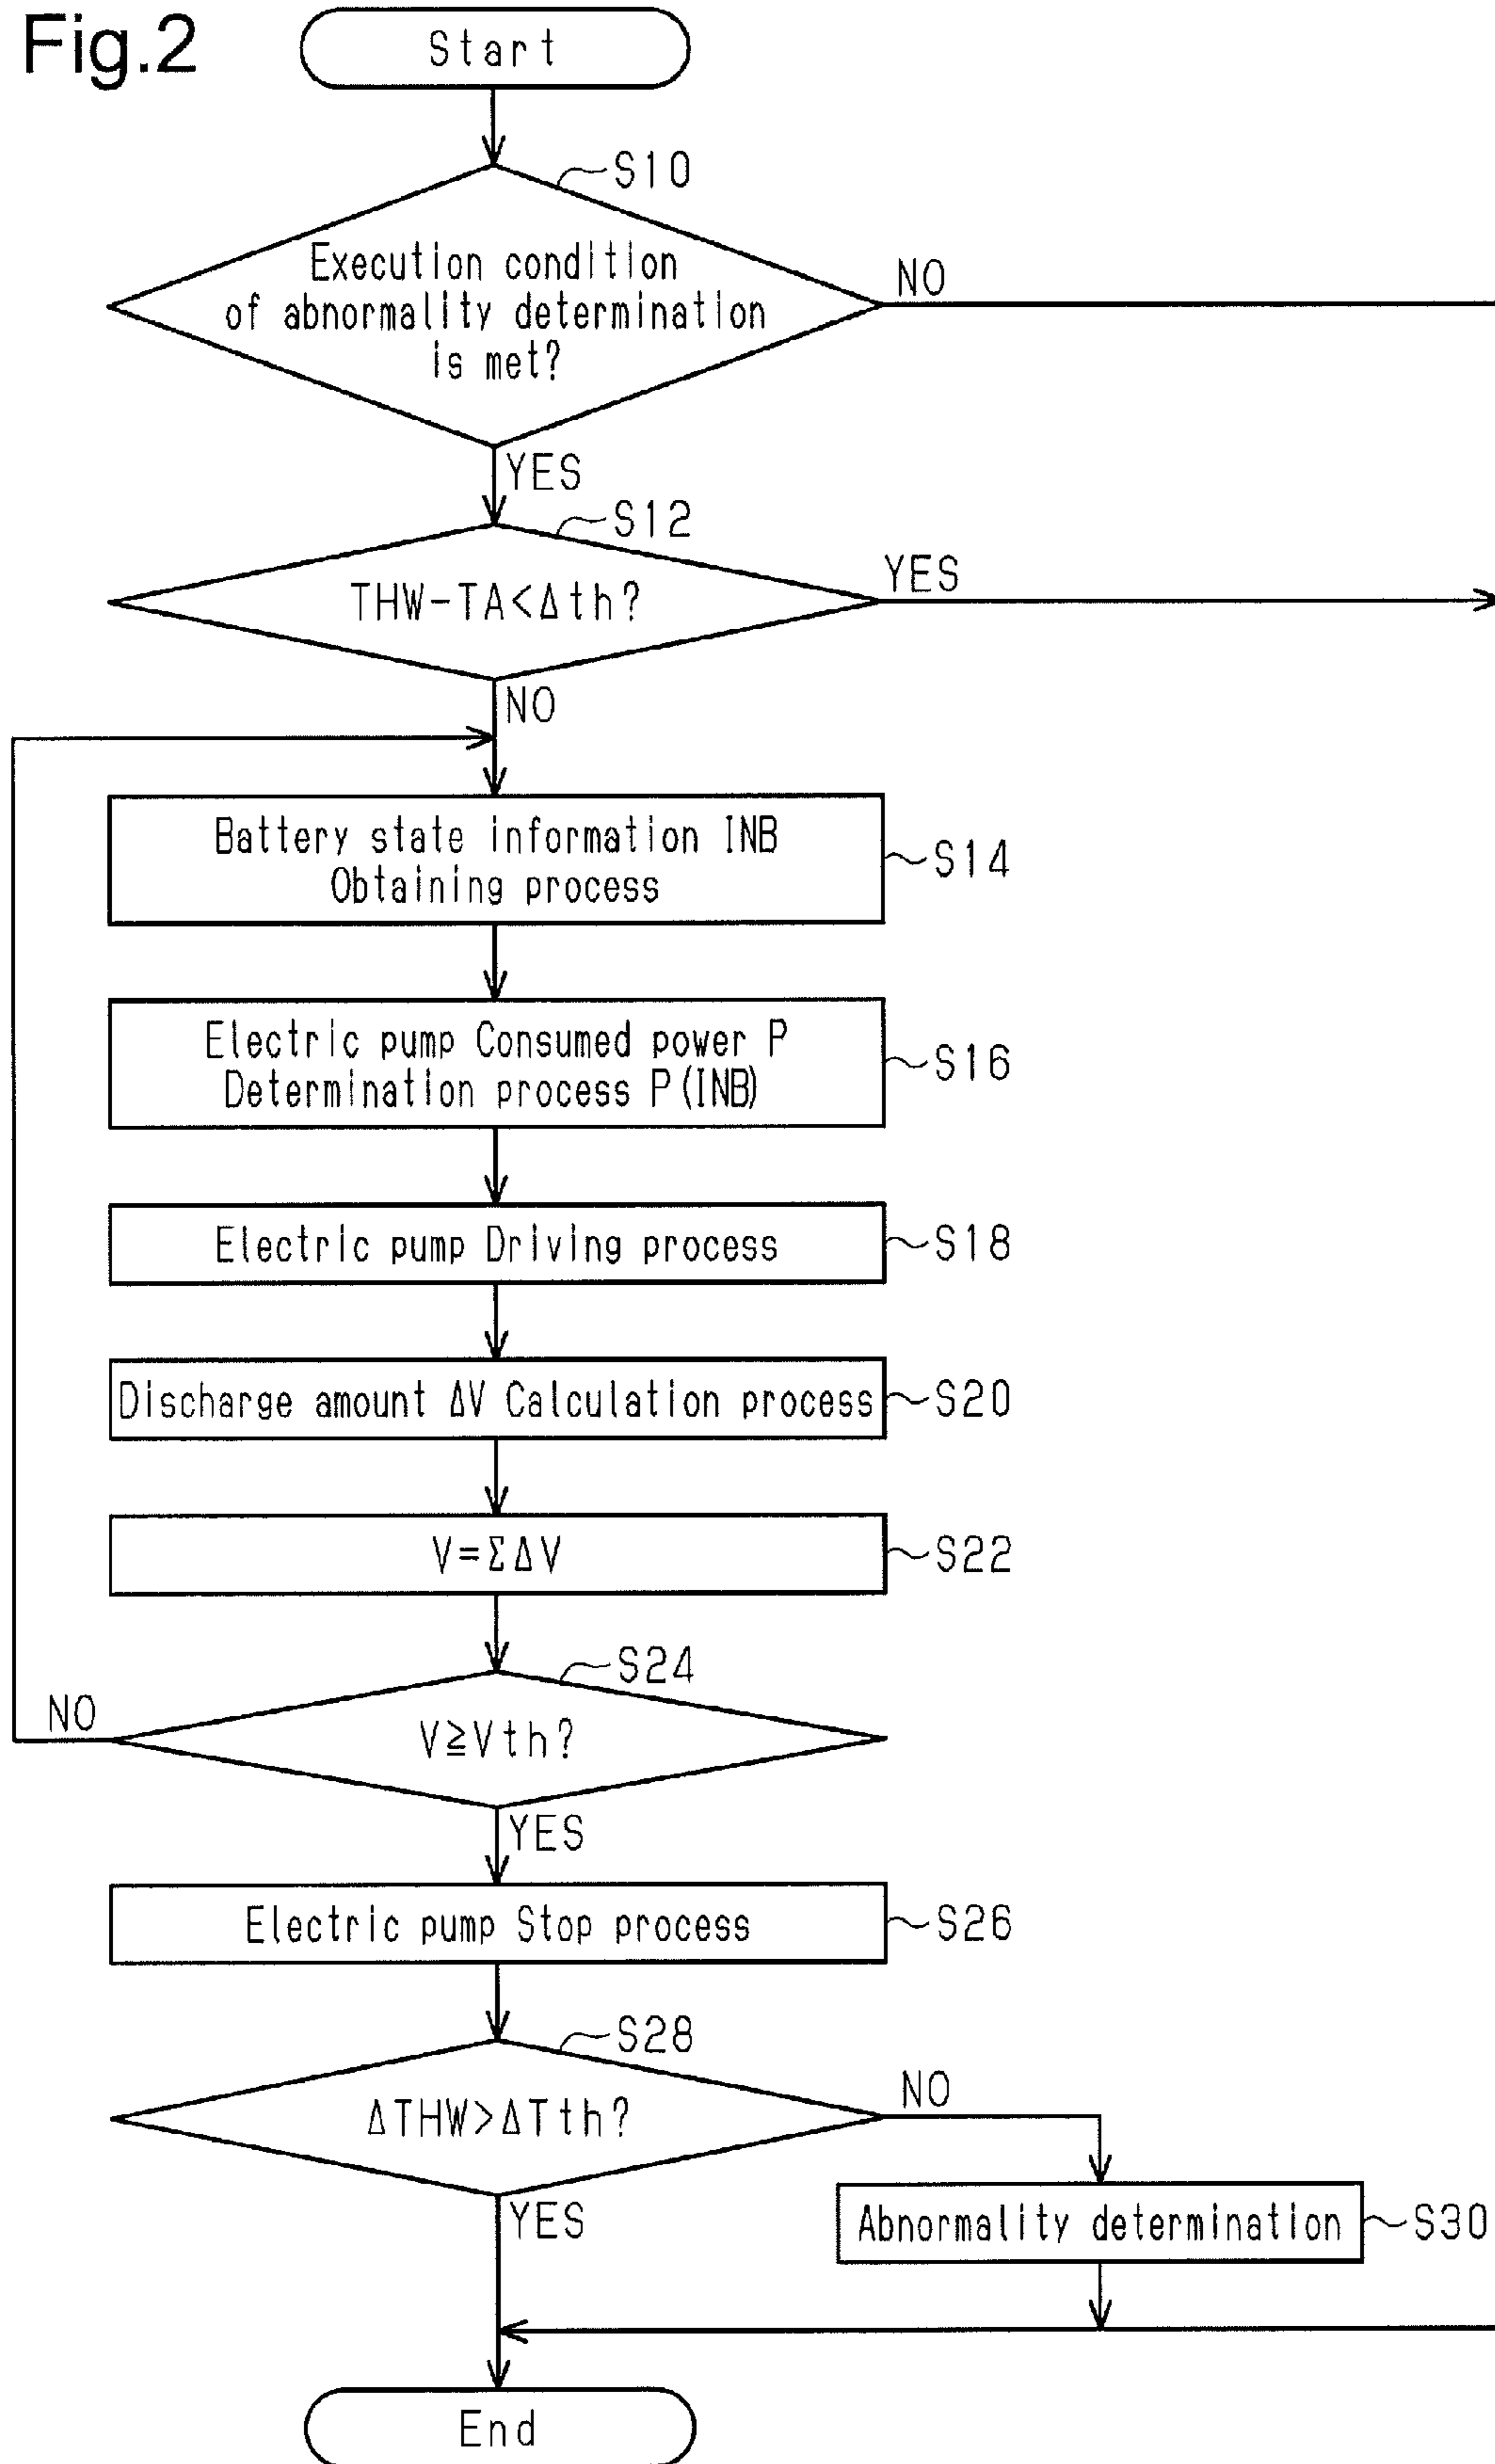 Fig.2
Start
S10
Execution condition
of abnormality determination
is met?
NO
YES
S12
THW-TA<Δth?
YES
NO
Battery state information INB
Obtaining process
S14
Electric pump Consumed power P
Determination process P(INB)
S16
Electric pump Driving process
S18
Discharge amount ΔV Calculation process
S20
V=ΣΔV
S22
S24
V≧Vth?
NO
YES
Electric pump Stop process
S26
S28
ΔTHW>ΔTth?
NO
YES
Abnormality determination
S30
End